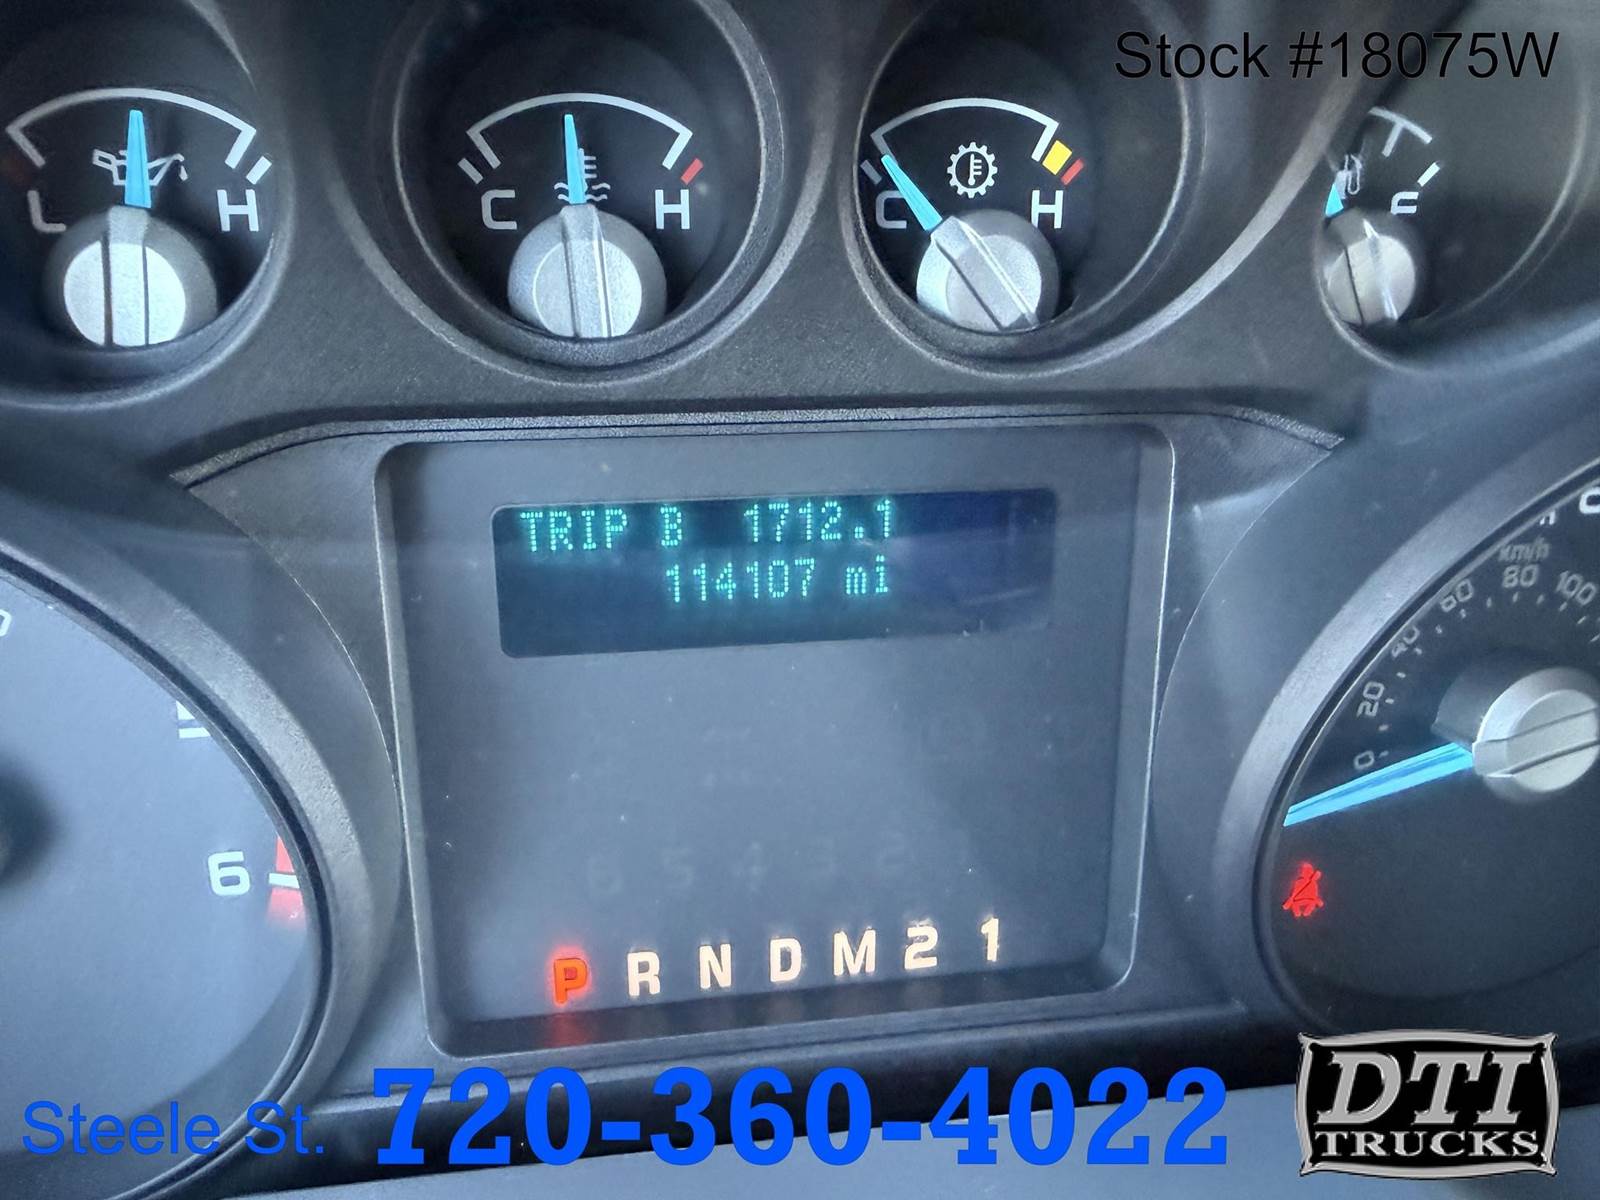 Stock #18075W
L H
C H
C H
TRIP B 1712.1
114107 mi
km/h
0 20 40 60 80 100
6
P R N D M 2 1
Steele St. 720-360-4022
DTI
TRUCKS